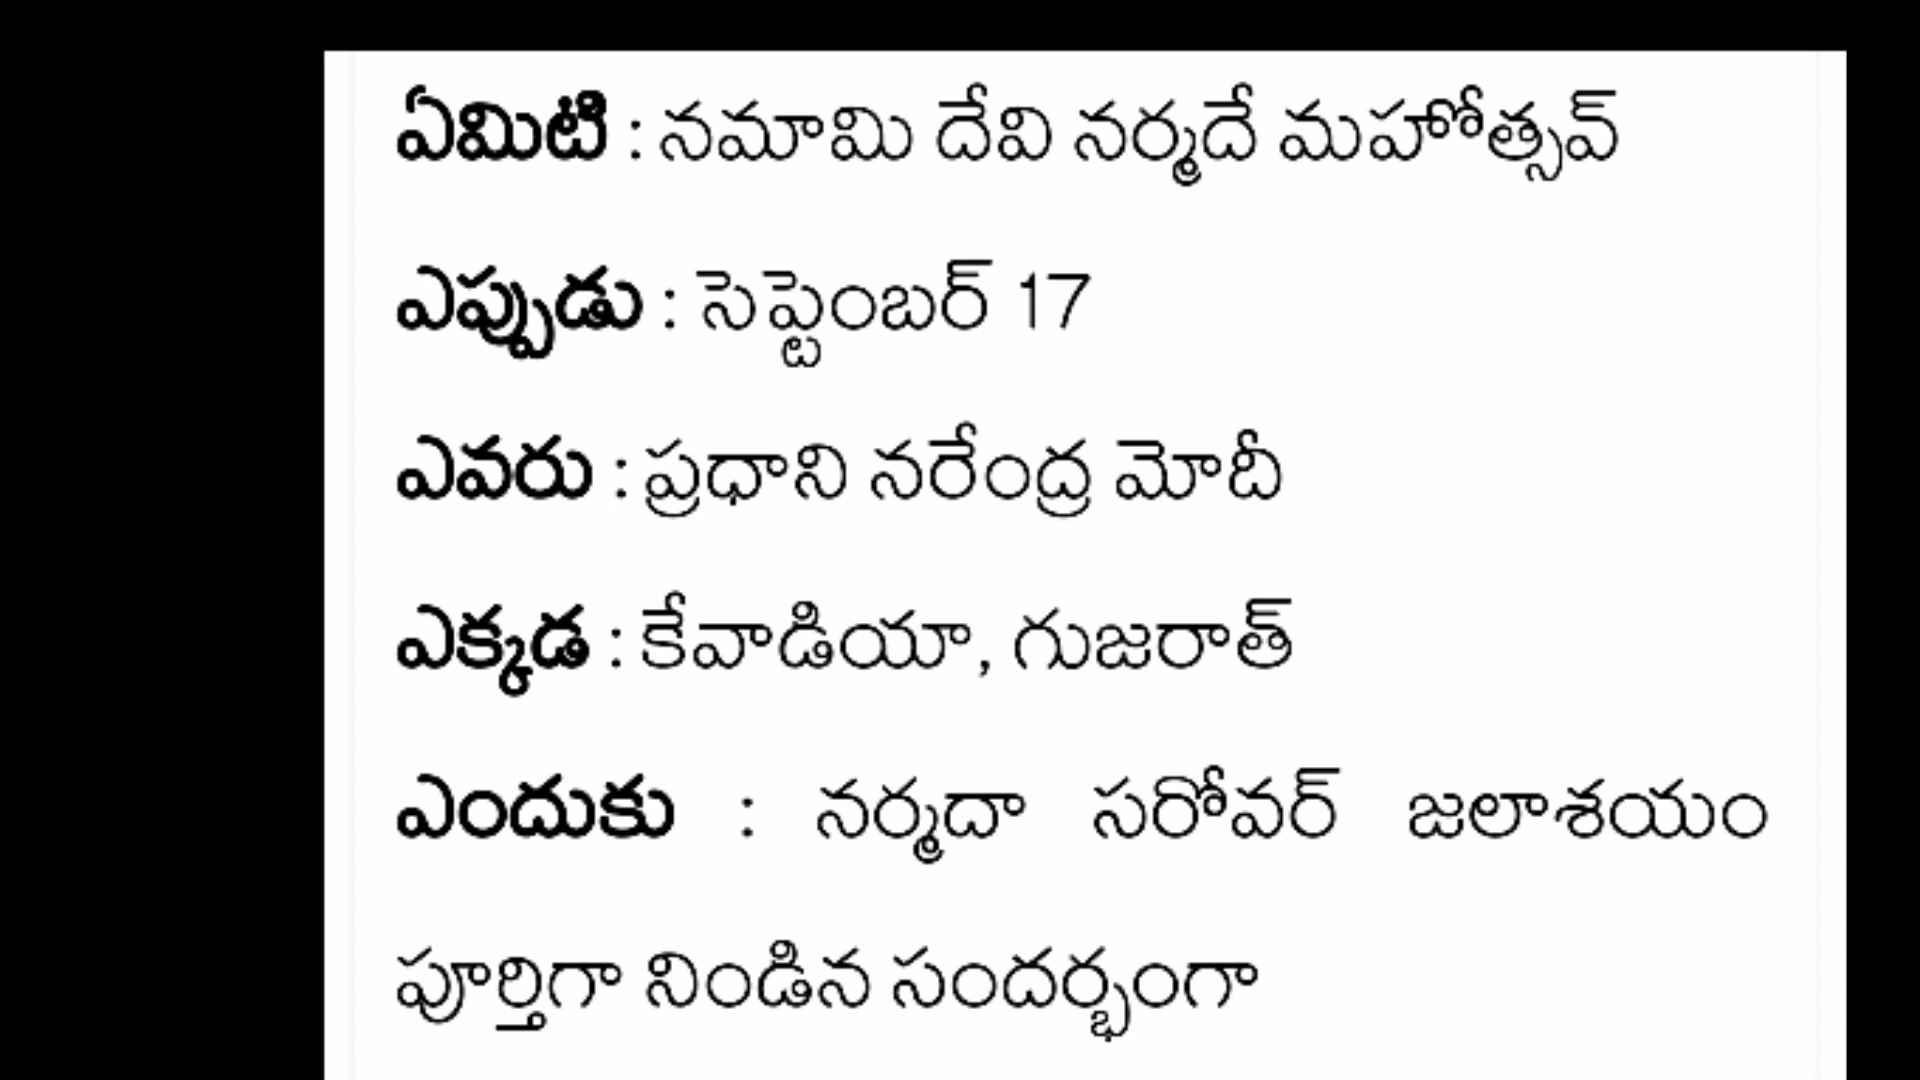 ఏమిటి : నమామి దేవి నర్మదే మహోత్సవ్
ఎప్పుడు : సెప్టెంబర్ 17
ఎవరు : ప్రధాని నరేంద్ర మోదీ
ఎక్కడ : కేవాడియా, గుజరాత్
ఎందుకు : నర్మదా సరోవర్ జలాశయం
పూర్తిగా నిండిన సందర్భంగా